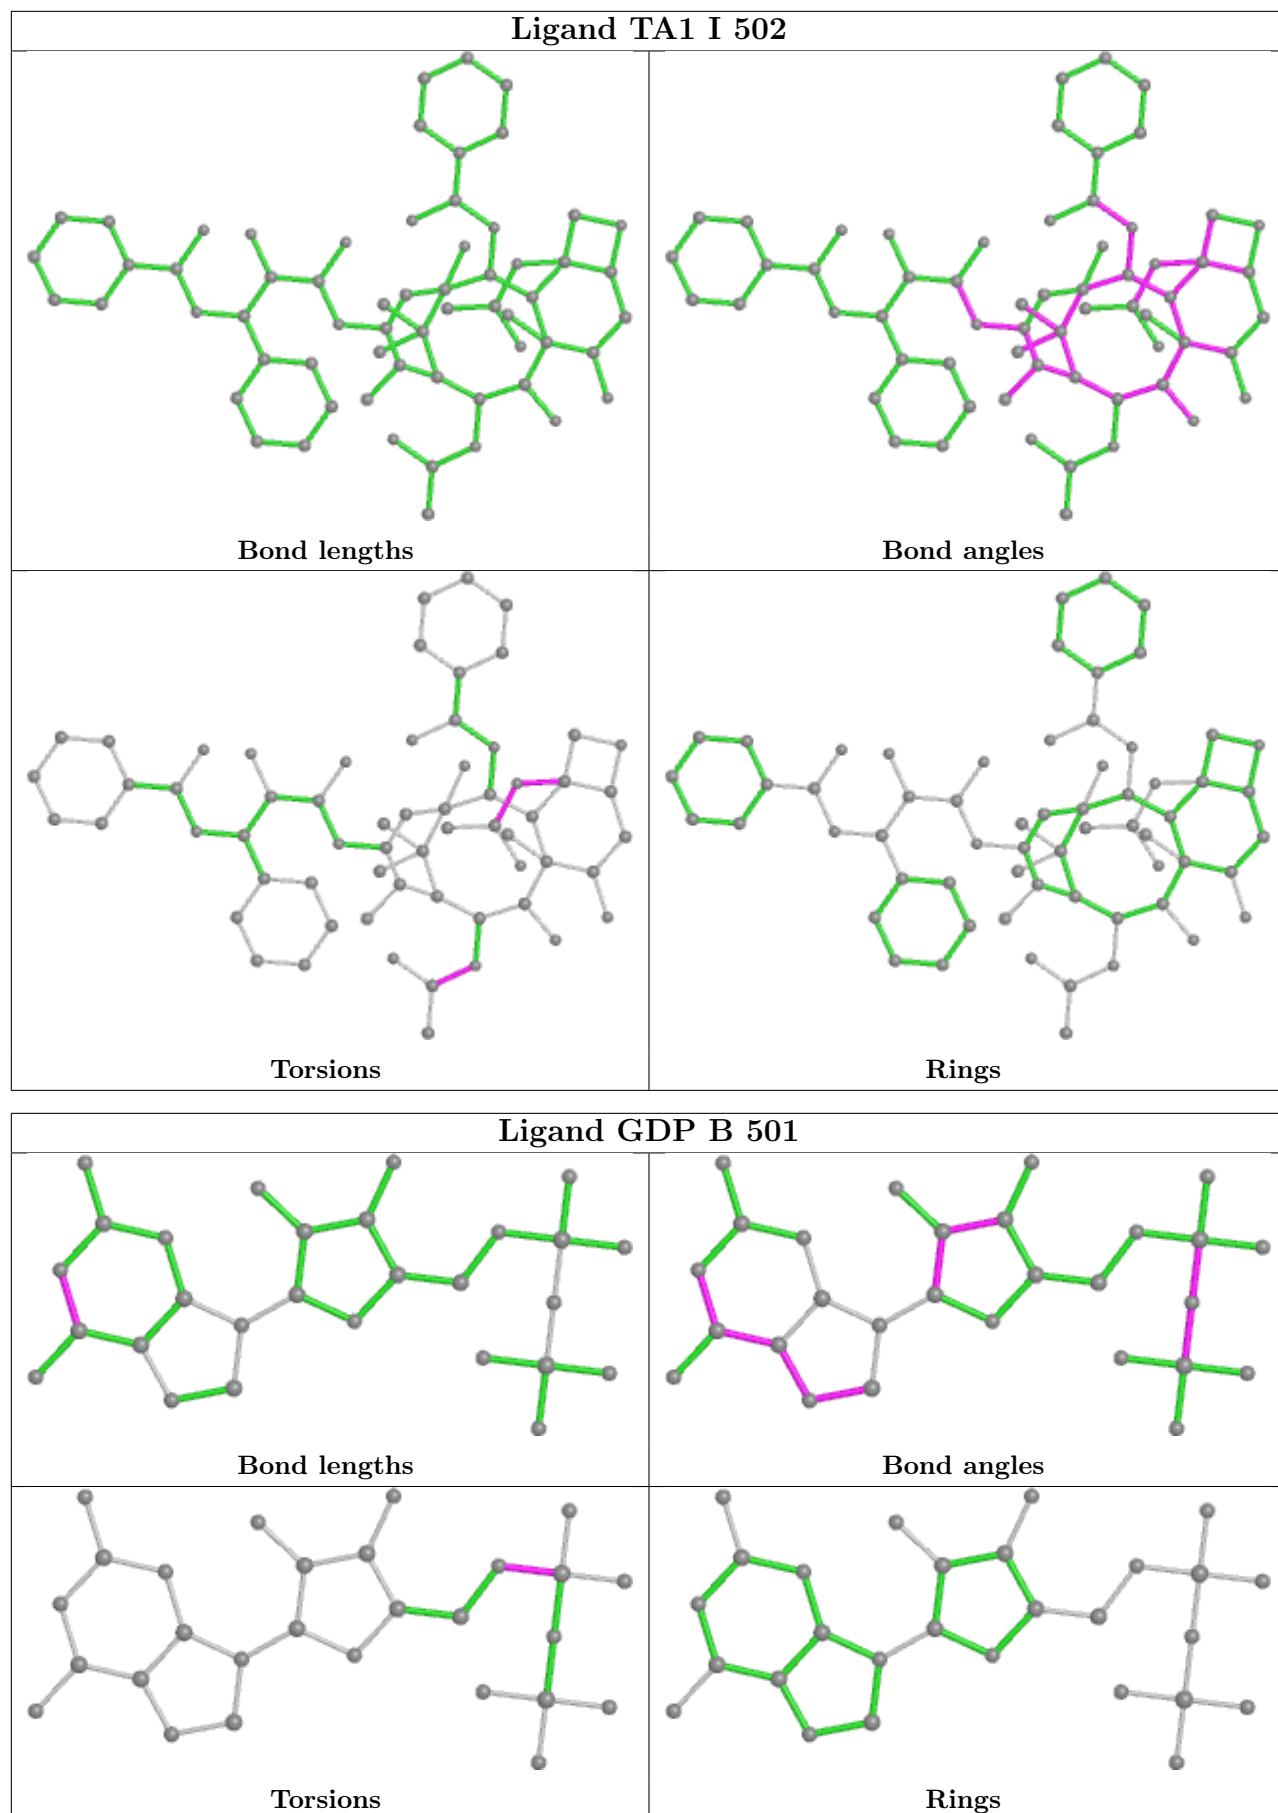 Ligand TA1 I 502
Bond lengths
Bond angles
Torsions
Rings
Ligand GDP B 501
Bond lengths
Bond angles
Torsions
Rings